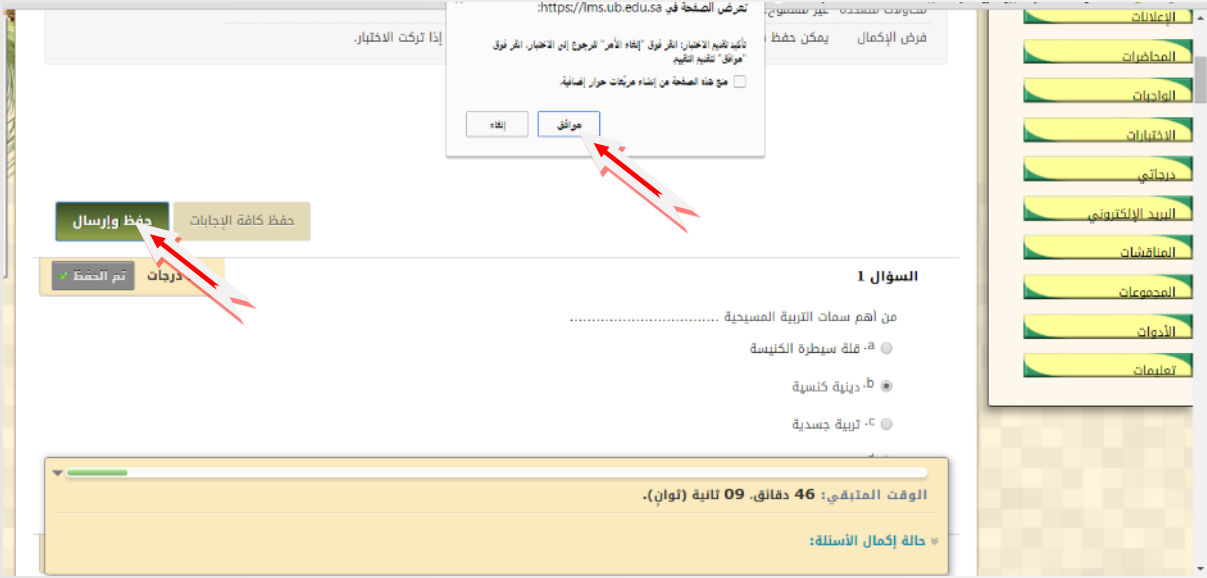 تعرض الصفحة في https://lms.ub.edu.sa:
تأكيد تقديم الاختبار: انقر فوق "إلغاء الأمر" للرجوع إلى الاختبار. انقر فوق
"موافق" لتقديم التقييم
منع هذه الصفحة من إنشاء مربّعات حوار إضافية.
موافق
إلغاء
فرض الإكمال يمكن حفظ
إذا تركت الاختبار.
الإعلانات
المحاضرات
الواجبات
الاختبارات
درجاتي
البريد الإلكتروني
المناقشات
المجموعات
الأدوات
تعليمات
حفظ كافة الإجابات
حفظ وإرسال
السؤال 1
درجات
تم الحفظ
من أهم سمات التربية المسيحية ..................................
a. قلة سيطرة الكنيسة
b. دينية كنسية
c. تربية جسدية
الوقت المتبقي: 46 دقائق, 09 ثانية (ثوانٍ).
حالة إكمال الأسئلة: